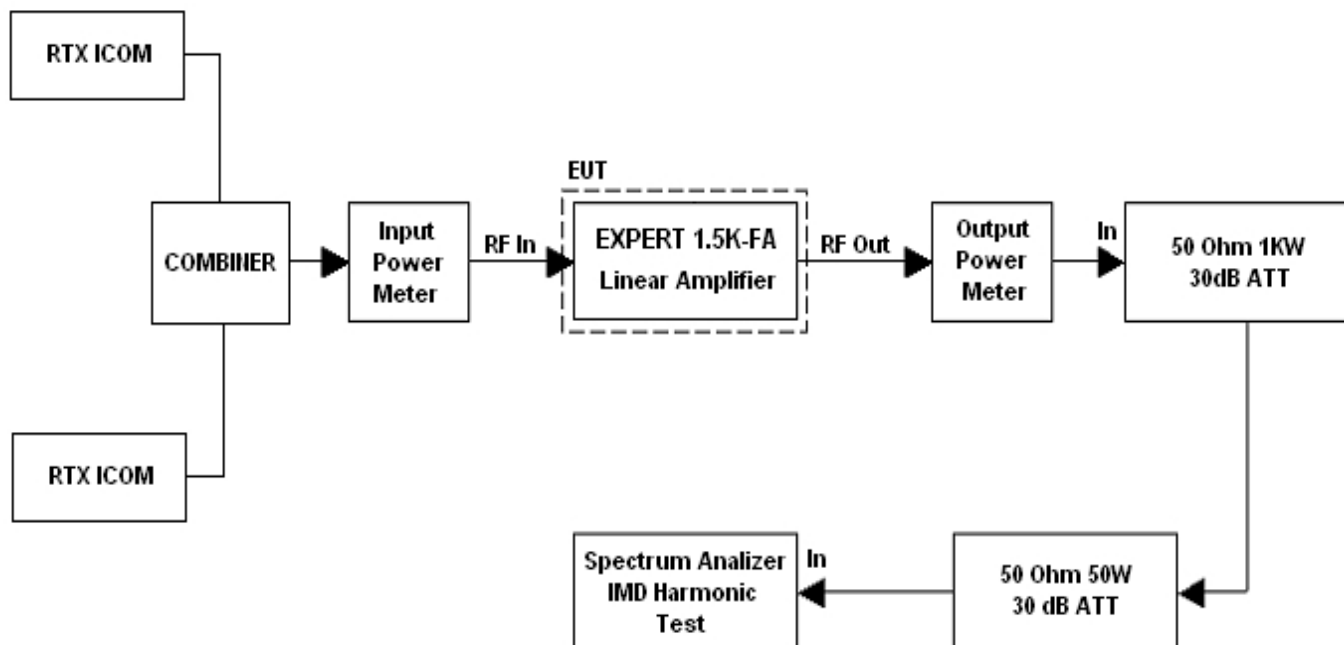 RTX ICOM
EUT
COMBINER
Input
Power
Meter
RF In
EXPERT 1.5K-FA
Linear Amplifier
RF Out
Output
Power
Meter
In
50 Ohm 1KW
30dB ATT
RTX ICOM
Spectrum Analizer
IMD Harmonic
Test
In
50 Ohm 50W
30 dB ATT